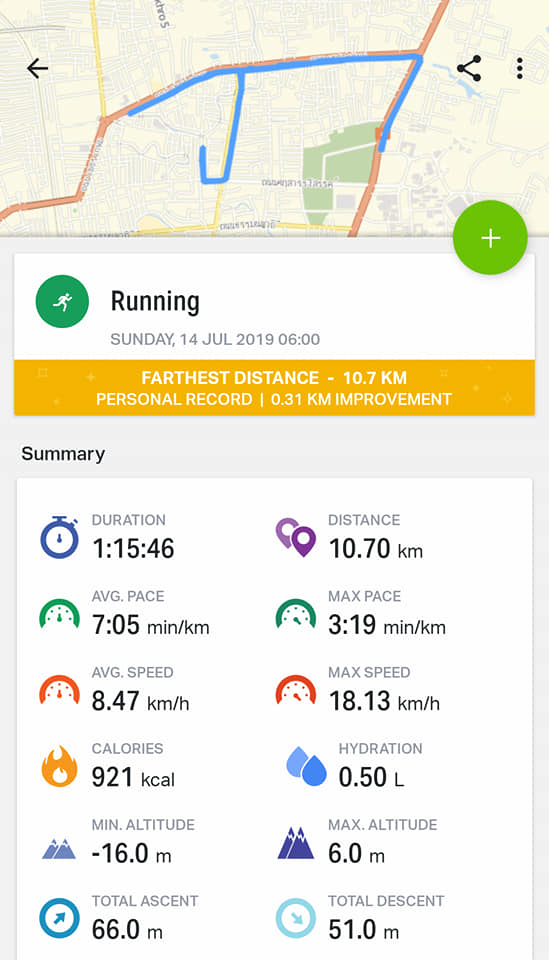 Running
SUNDAY, 14 JUL 2019 06:00
FARTHEST DISTANCE - 10.7 KM
PERSONAL RECORD | 0.31 KM IMPROVEMENT
Summary
DURATION
1:15:46
DISTANCE
10.70 km
AVG. PACE
7:05 min/km
MAX PACE
3:19 min/km
AVG. SPEED
8.47 km/h
MAX SPEED
18.13 km/h
CALORIES
921 kcal
HYDRATION
0.50 L
MIN. ALTITUDE
-16.0 m
MAX. ALTITUDE
6.0 m
TOTAL ASCENT
66.0 m
TOTAL DESCENT
51.0 m